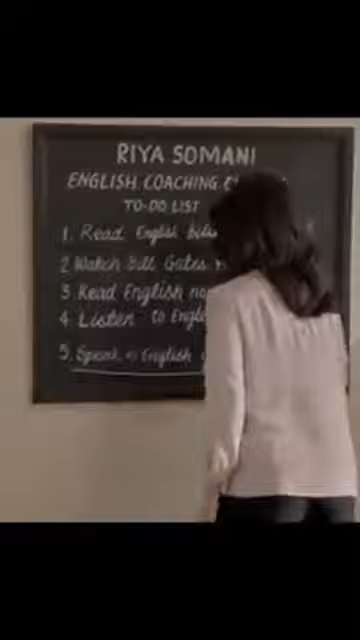 RIYA SOMANI
ENGLISH COACHING
TO-DO LIST
1. Read English
2 Watch Bill Gates
3 Read English
4 Listen to
5. Speak in English